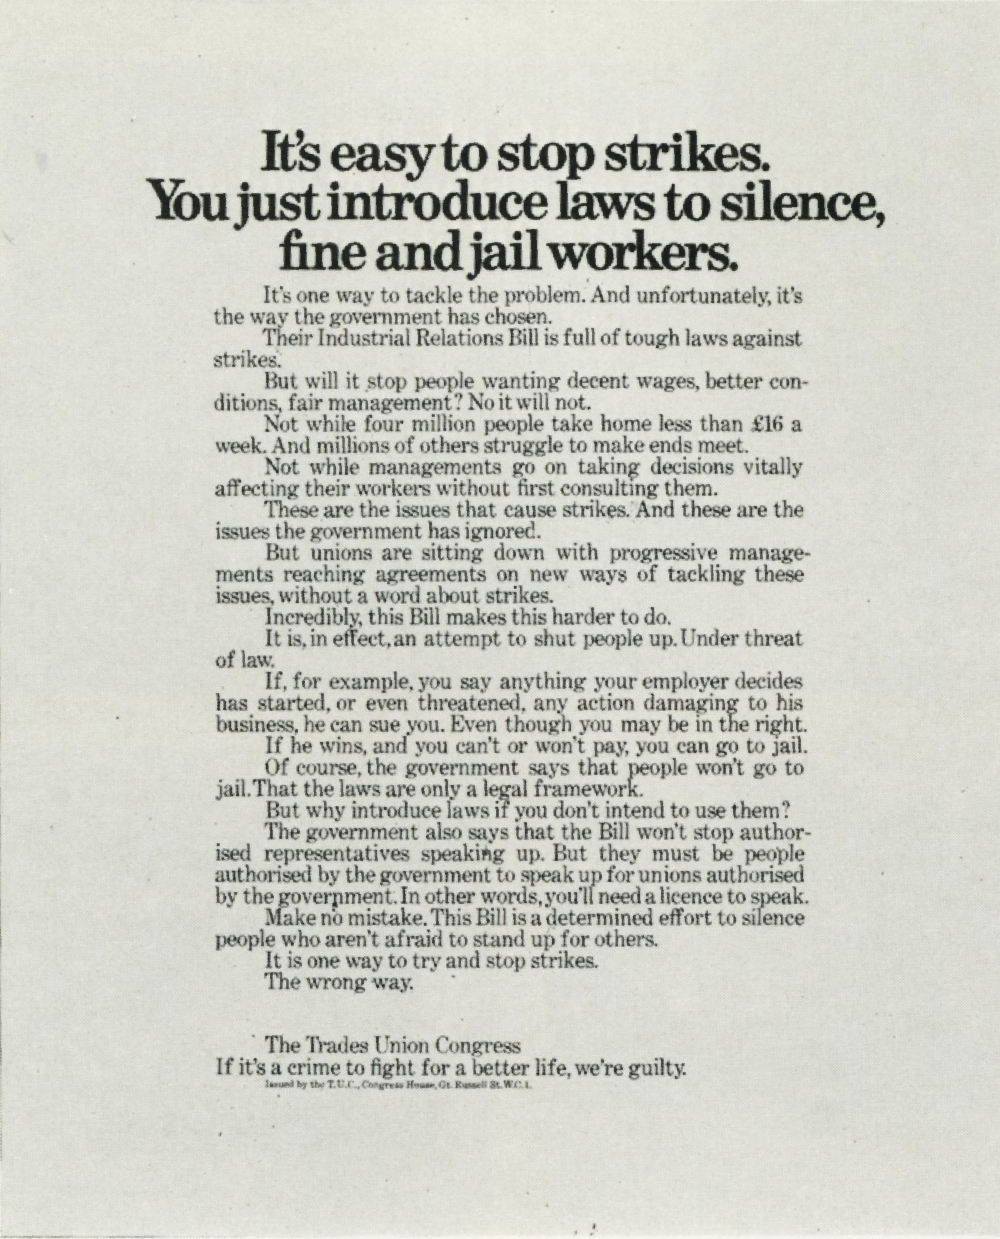 It's easy to stop strikes.
You just introduce laws to silence,
fine and jail workers.
It's one way to tackle the problem. And unfortunately, it's
the way the government has chosen.
Their Industrial Relations Bill is full of tough laws against
strikes.
But will it stop people wanting decent wages, better con-
ditions, fair management? No it will not.
Not while four million people take home less than £16 a
week. And millions of others struggle to make ends meet.
Not while managements go on taking decisions vitally
affecting their workers without first consulting them.
These are the issues that cause strikes. And these are the
issues the government has ignored.
But unions are sitting down with progressive manage-
ments reaching agreements on new ways of tackling these
issues, without a word about strikes.
Incredibly, this Bill makes this harder to do.
It is, in effect, an attempt to shut people up. Under threat
of law.
If, for example, you say anything your employer decides
has started, or even threatened, any action damaging to his
business, he can sue you. Even though you may be in the right.
If he wins, and you can't or won't pay, you can go to jail.
Of course, the government says that people won't go to
jail. That the laws are only a legal framework.
But why introduce laws if you don't intend to use them?
The government also says that the Bill won't stop author-
ised representatives speaking up. But they must be people
authorised by the government to speak up for unions authorised
by the government. In other words, you'll need a licence to speak.
Make no mistake. This Bill is a determined effort to silence
people who aren't afraid to stand up for others.
It is one way to try and stop strikes.
The wrong way.
The Trades Union Congress
If it's a crime to fight for a better life, we're guilty.
Issued by the T.U.C., Congress House, Gt. Russell St. W.C.1.